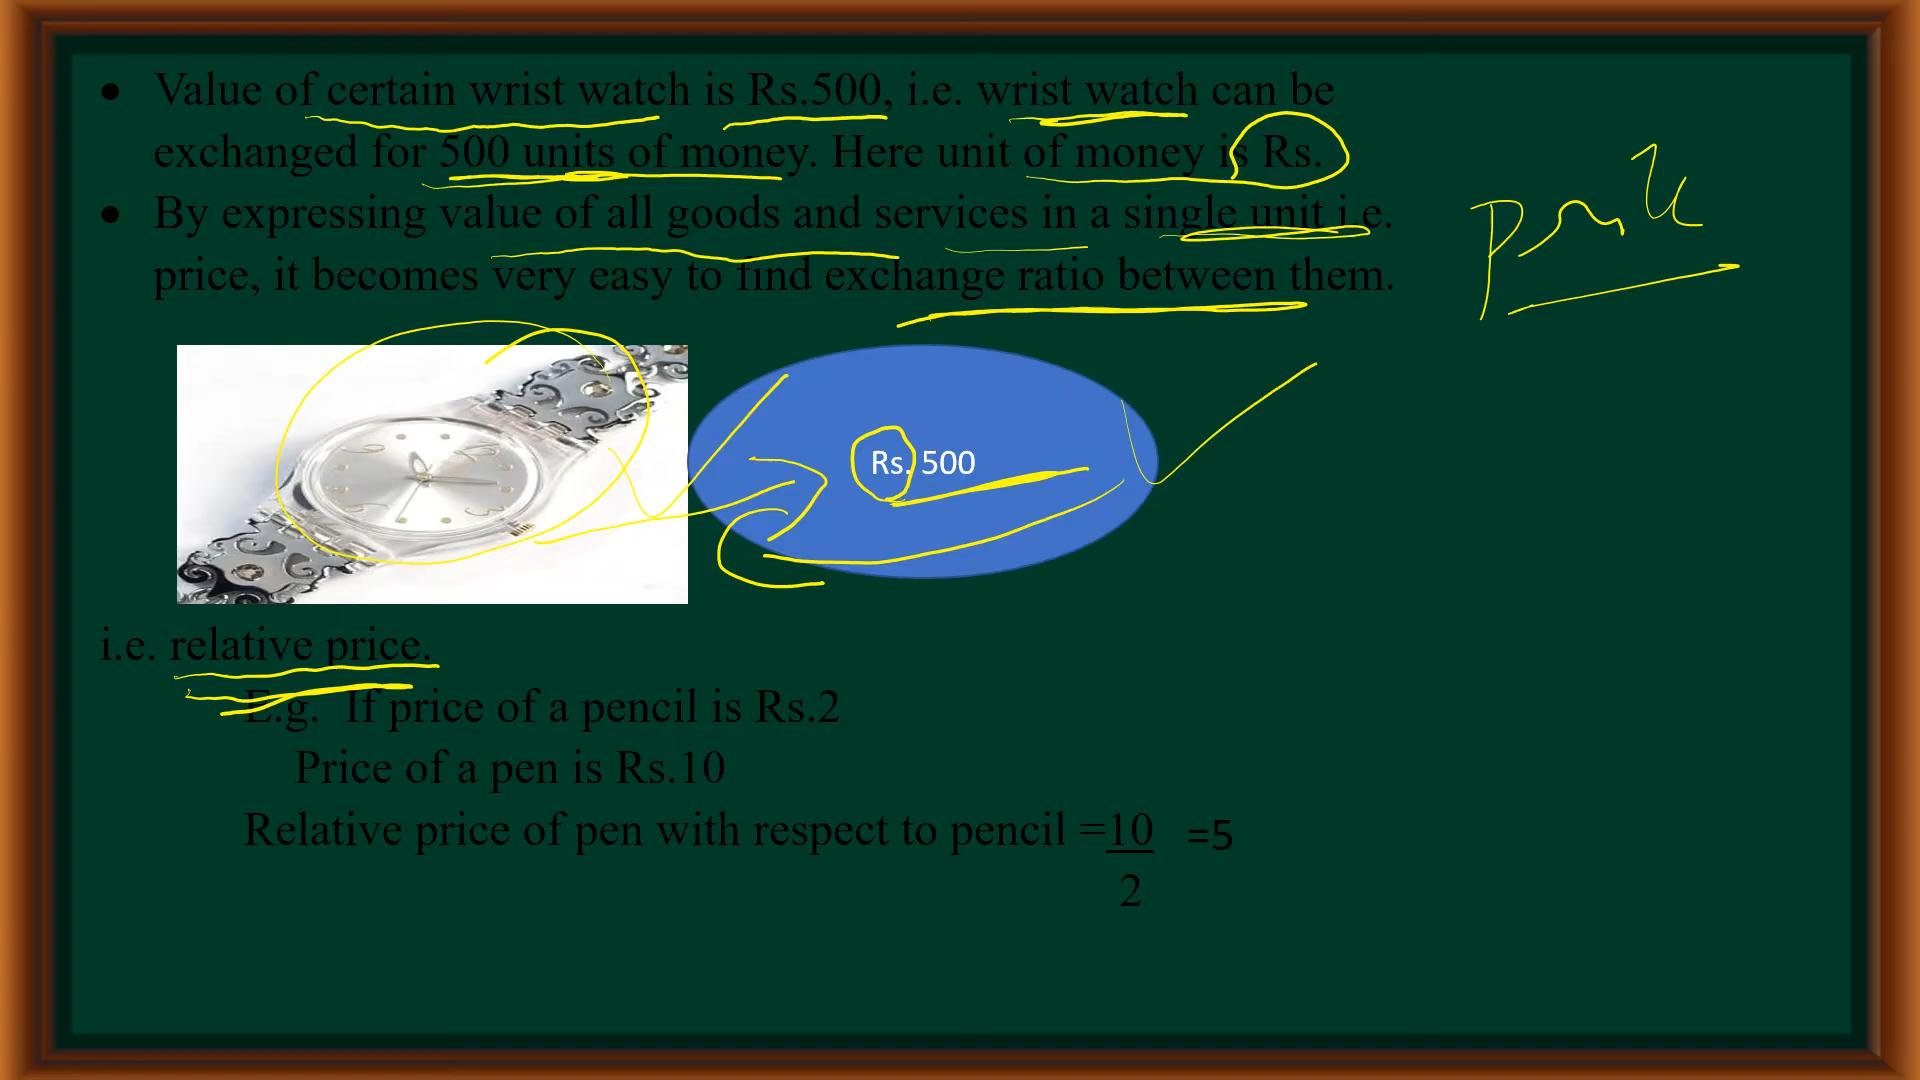 • Value of certain wrist watch is Rs.500, i.e. wrist watch can be
exchanged for 500 units of money. Here unit of money is Rs.
• By expressing value of all goods and services in a single unit i.e.
price, it becomes very easy to find exchange ratio between them.
Rs. 500
i.e. relative price.
E.g. If price of a pencil is Rs.2
Price of a pen is Rs.10
Relative price of pen with respect to pencil =10 =5
2